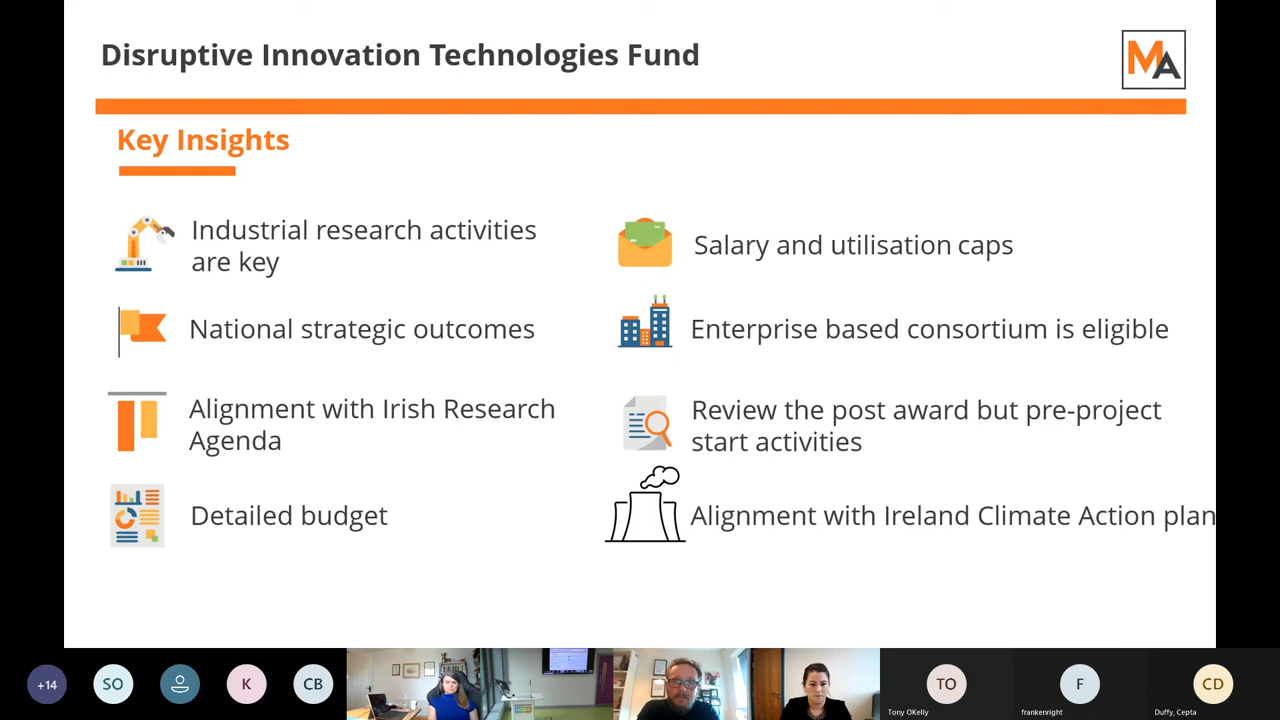 Disruptive Innovation Technologies Fund
MA
Key Insights
Industrial research activities
are key
Salary and utilisation caps
National strategic outcomes
Enterprise based consortium is eligible
Alignment with Irish Research
Agenda
Review the post award but pre-project
start activities
Detailed budget
Alignment with Ireland Climate Action plan
+14
SO
K
CB
TO
F
CD
Tony OKelly
frankenright
Duffy, Cepta